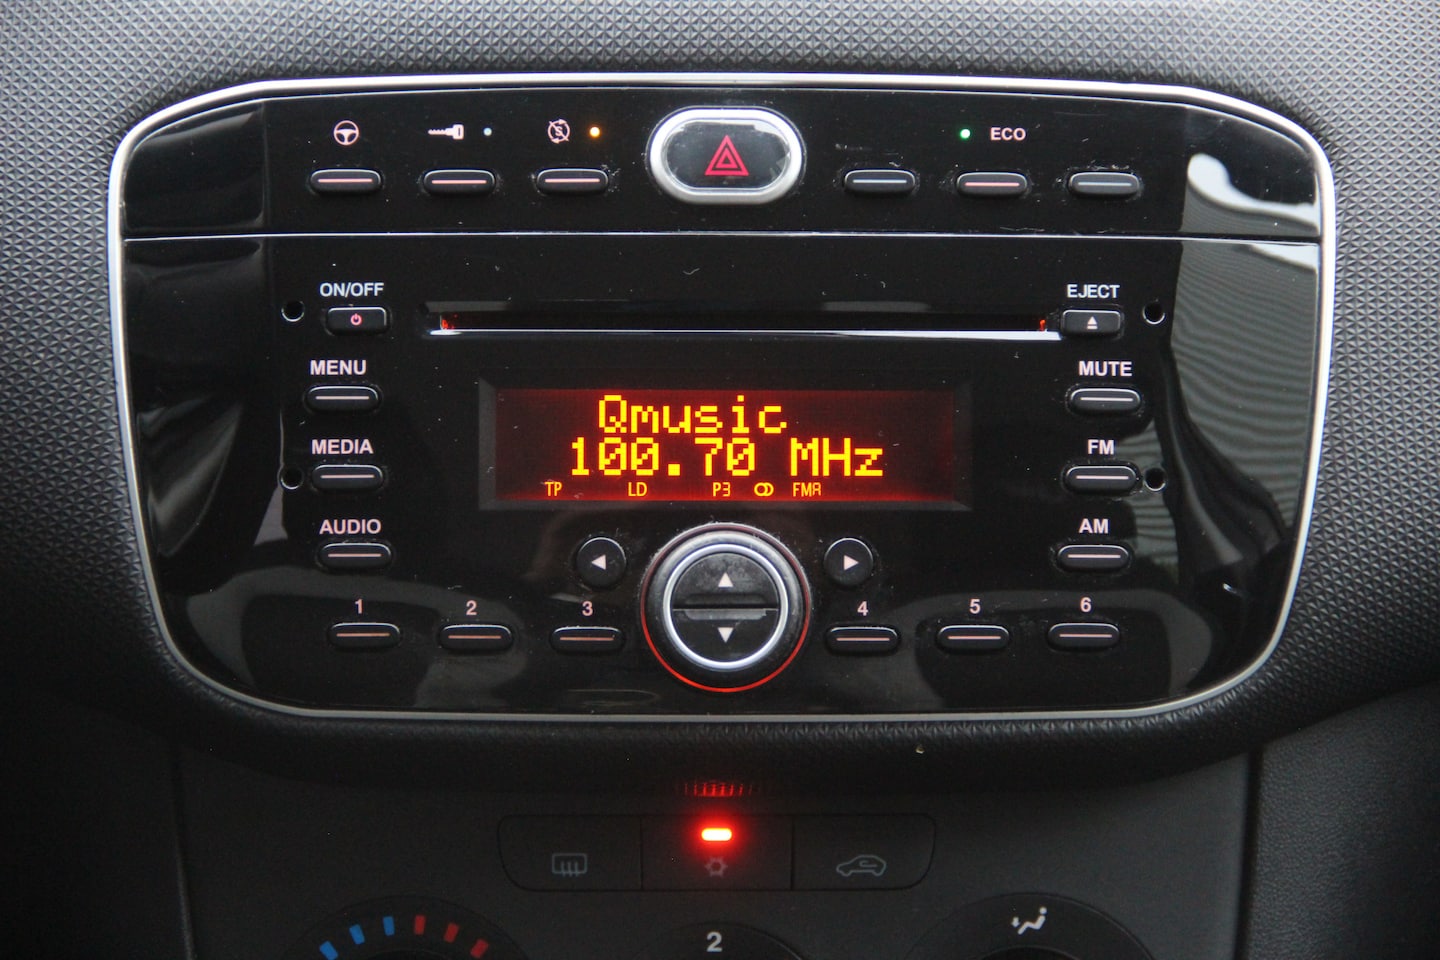 ECO
ON/OFF
EJECT
MENU
MUTE
Qmusic
MEDIA
100.70 MHz
FM
TP LD P3 FMA
AUDIO
AM
1 2 3 4 5 6
2